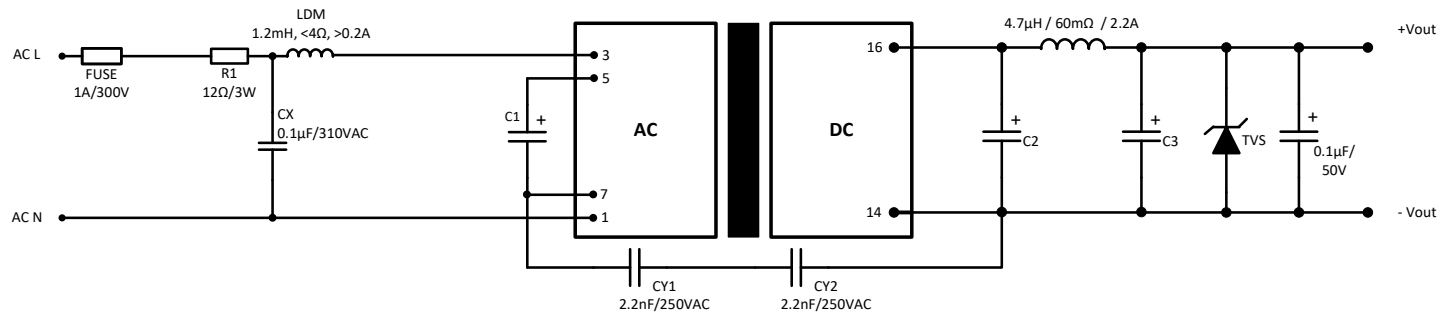 LDM
1.2mH, <4Ω, >0.2A
4.7µH / 60mΩ / 2.2A
AC L
FUSE
1A/300V
R1
12Ω/3W
3
5
16
+Vout
CX
0.1µF/310VAC
C1
+
AC
DC
+
C2
+
C3
TVS
+
0.1µF/
50V
7
AC N
1
14
- Vout
CY1
2.2nF/250VAC
CY2
2.2nF/250VAC